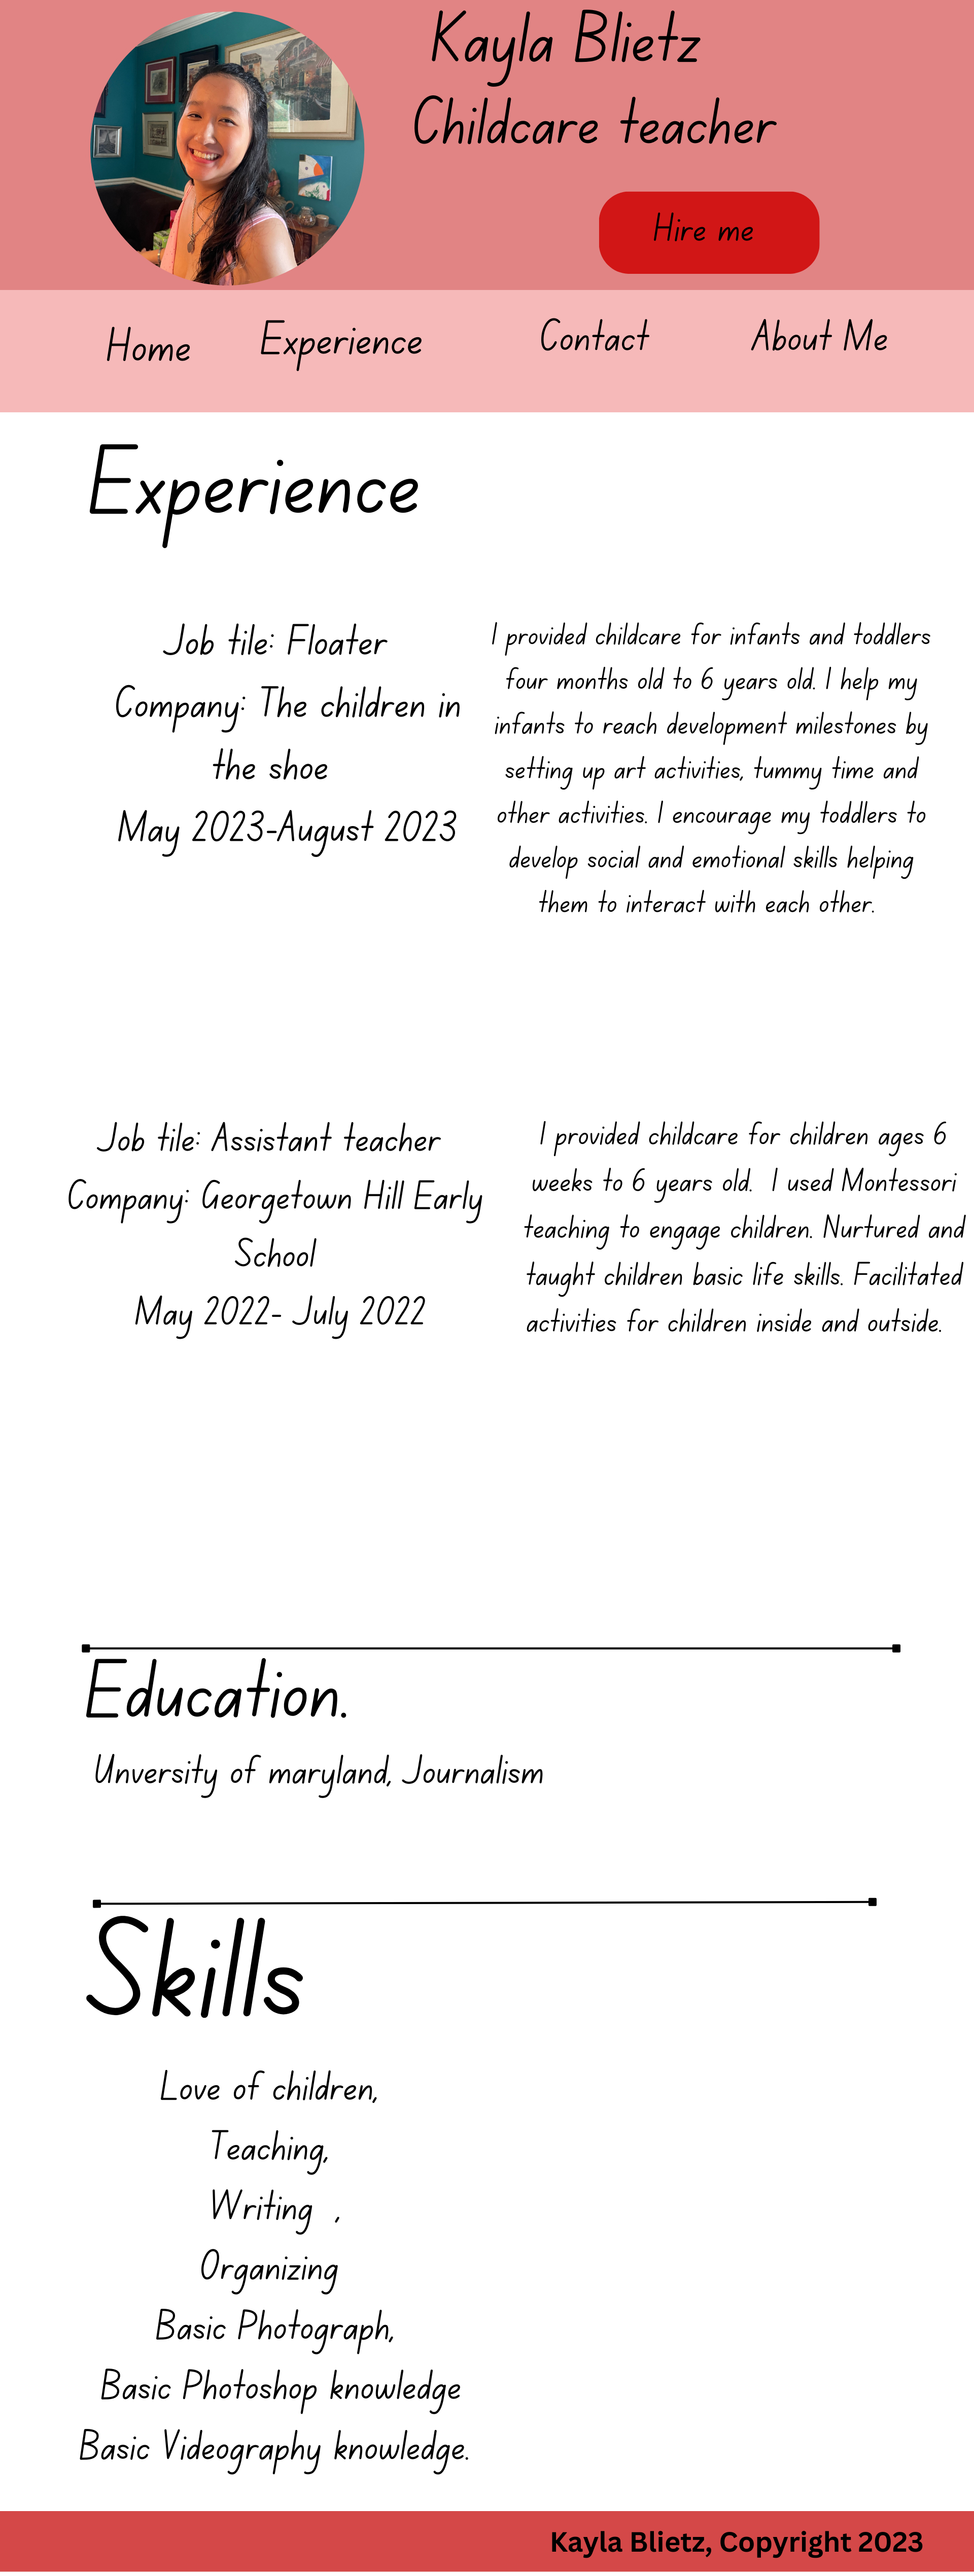 Kayla Blietz
Childcare teacher
Hire me
Home
Experience
Contact
About Me
Experience
Job tile: Floater
Company: The children in
the shoe
May 2023-August 2023
I provided childcare for infants and toddlers
four months old to 6 years old. I help my
infants to reach development milestones by
setting up art activities, tummy time and
other activities. I encourage my toddlers to
develop social and emotional skills helping
them to interact with each other.
Job tile: Assistant teacher
Company: Georgetown Hill Early
School
May 2022- July 2022
I provided childcare for children ages 6
weeks to 6 years old.  I used Montessori
teaching to engage children. Nurtured and
taught children basic life skills. Facilitated
activities for children inside and outside.
Education.
Unversity of maryland, Journalism
Skills
Love of children,
Teaching,
Writing  ,
Organizing
Basic Photograph,
Basic Photoshop knowledge
Basic Videography knowledge.
Kayla Blietz, Copyright 2023